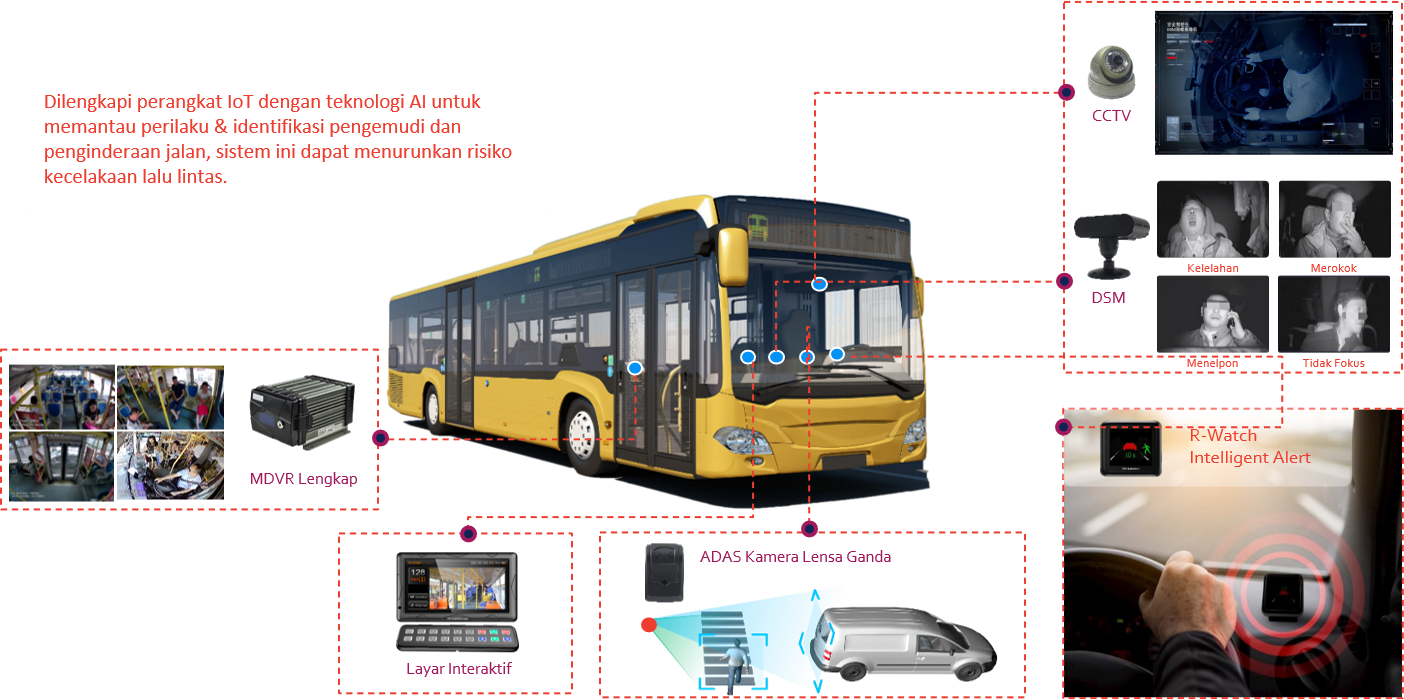 Dilengkapi perangkat IoT dengan teknologi AI untuk
memantau perilaku & identifikasi pengemudi dan
penginderaan jalan, sistem ini dapat menurunkan risiko
kecelakaan lalu lintas.
CCTV
DSM
Kelelahan
Merokok
Menelpon
Tidak Fokus
MDVR Lengkap
R-Watch
Intelligent Alert
ADAS Kamera Lensa Ganda
128
Layar Interaktif